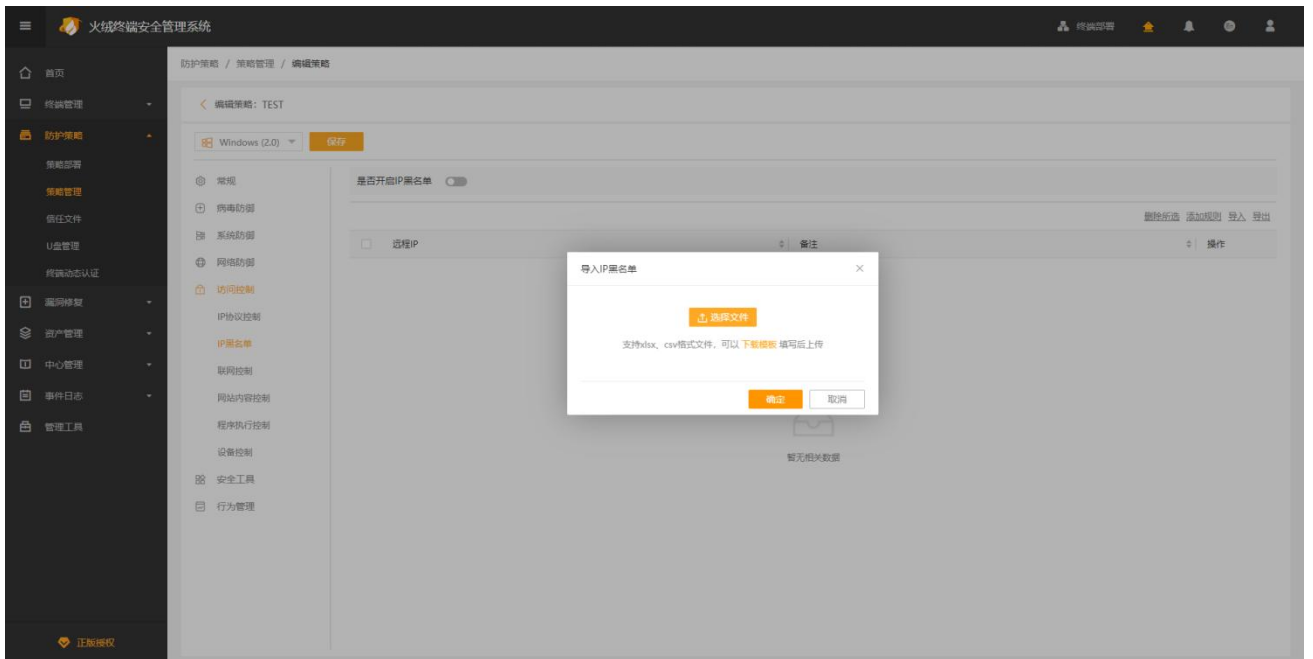 火绒终端安全管理系统
终端部署
首页
终端管理
防护策略
策略部署
策略管理
信任文件
U盘管理
终端动态认证
漏洞修复
资产管理
中心管理
事件日志
管理工具
正版授权
防护策略 / 策略管理 / 编辑策略
编辑策略：TEST
Windows (2.0)
保存
常规
病毒防御
系统防御
网络防御
访问控制
IP协议控制
IP黑名单
联网控制
网站内容控制
程序执行控制
设备控制
安全工具
行为管理
是否开启IP黑名单
删除所选 添加规则 导入 导出
远程IP 备注 操作
导入IP黑名单
选择文件
支持xlsx、csv格式文件，可以 下载模板 填写后上传
确定 取消
暂无相关数据